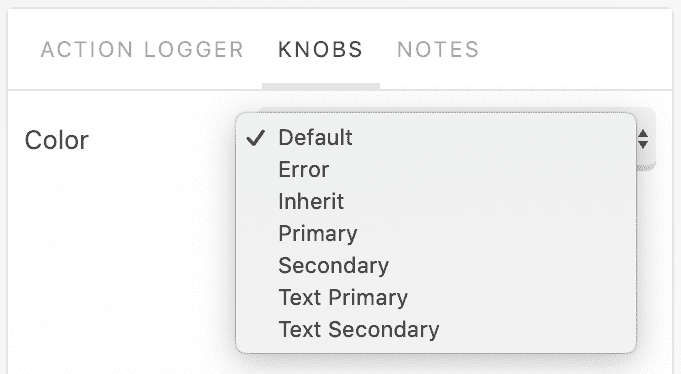 ACTION LOGGER KNOBS NOTES
Color
Default
Error
Inherit
Primary
Secondary
Text Primary
Text Secondary